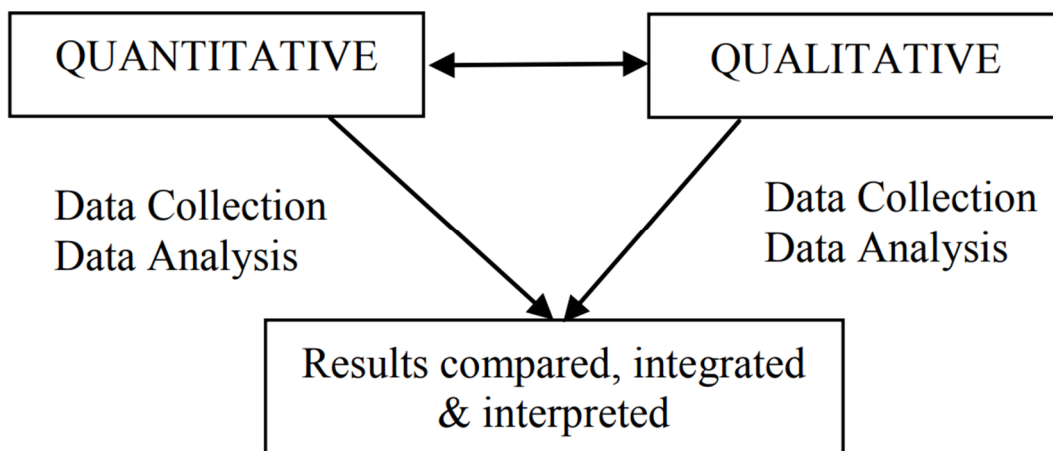 QUANTITATIVE
QUALITATIVE
Data Collection
Data Analysis
Data Collection
Data Analysis
Results compared, integrated
& interpreted